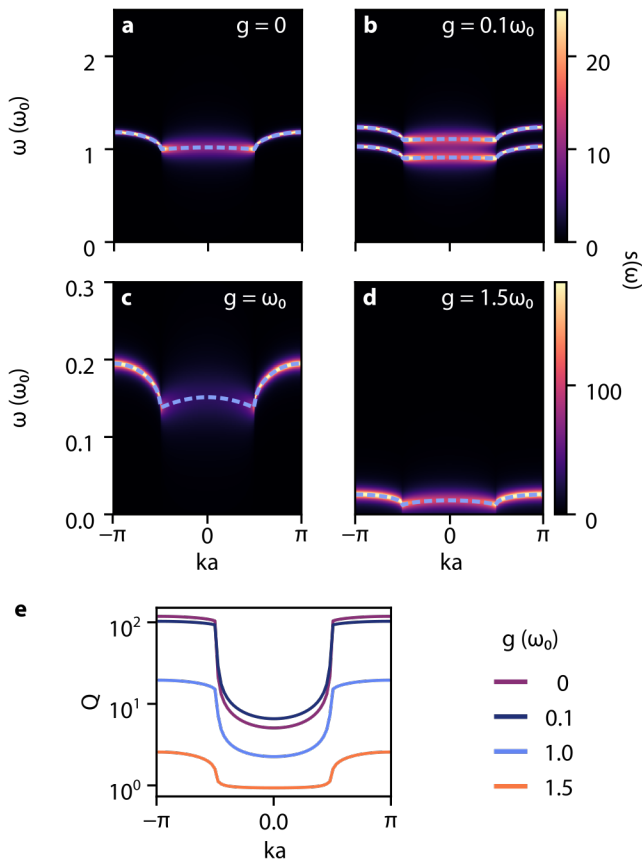 a g = 0
b g = 0.1ω₀
ω (ω₀)
2
1
0
20
10
0
s(ω)
c g = ω₀
d g = 1.5ω₀
ω (ω₀)
0.3
0.2
0.1
0.0
100
0
−π 0 π
ka
−π 0 π
ka
e
Q
10²
10¹
10⁰
−π 0.0 π
ka
g (ω₀)
0
0.1
1.0
1.5